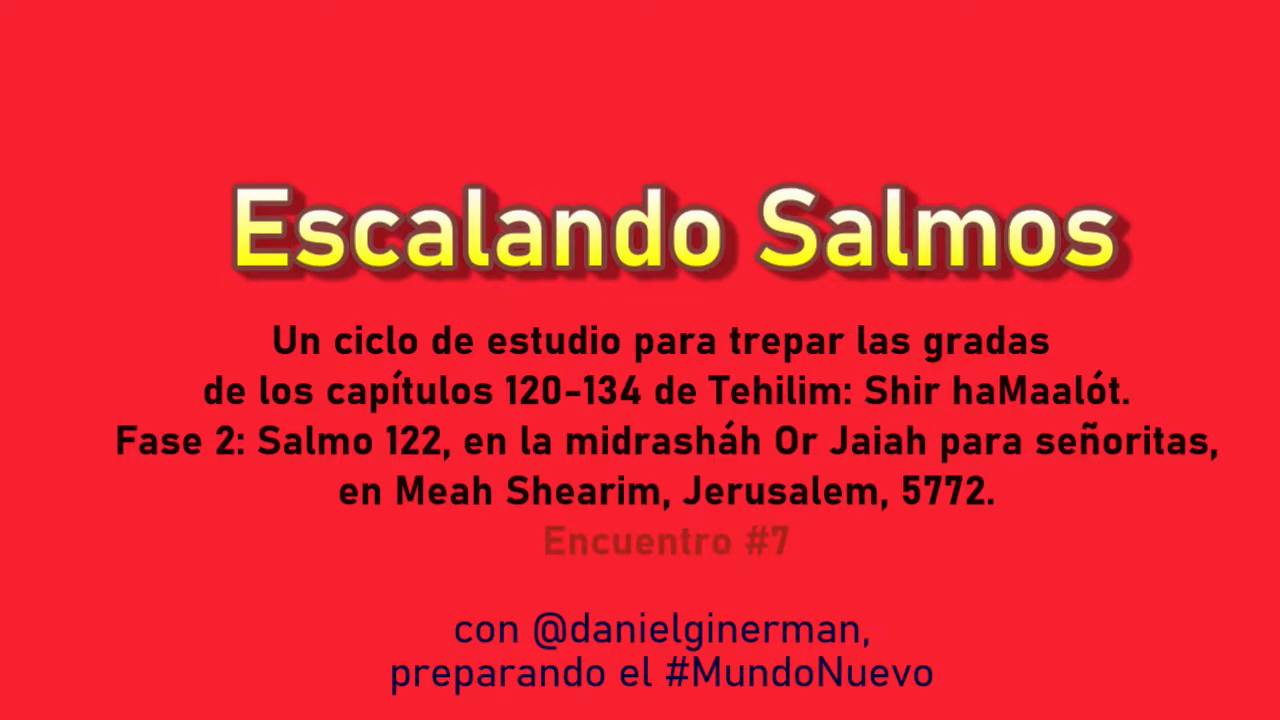 Escalando Salmos
Un ciclo de estudio para trepar las gradas
de los capítulos 120-134 de Tehilim: Shir haMaalót.
Fase 2: Salmo 122, en la midrasháh Or Jaiah para señoritas,
en Meah Shearim, Jerusalem, 5772.
Encuentro #7
con @danielginerman,
preparando el #MundoNuevo